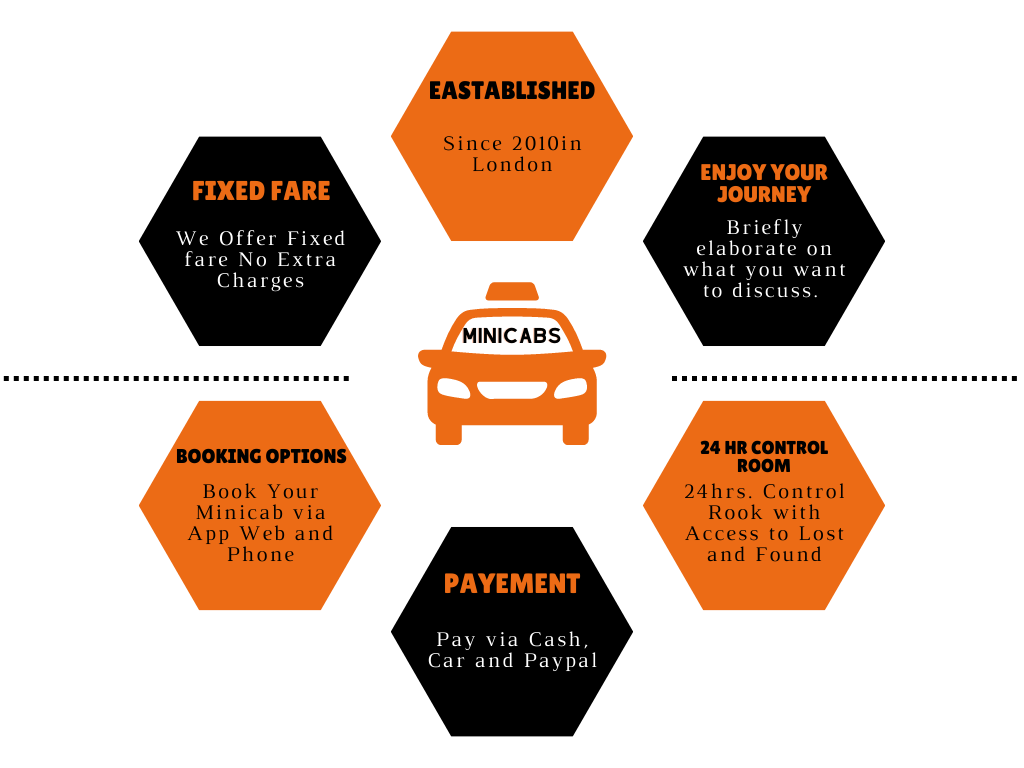 EASTABLISHED
Since 2010in
London
FIXED FARE
We Offer Fixed
fare No Extra
Charges
ENJOY YOUR
JOURNEY
Briefly
elaborate on
what you want
to discuss.
MINICABS
BOOKING OPTIONS
Book Your
Minicab via
App Web and
Phone
24 HR CONTROL
ROOM
24hrs. Control
Rook with
Access to Lost
and Found
PAYEMENT
Pay via Cash,
Car and Paypal